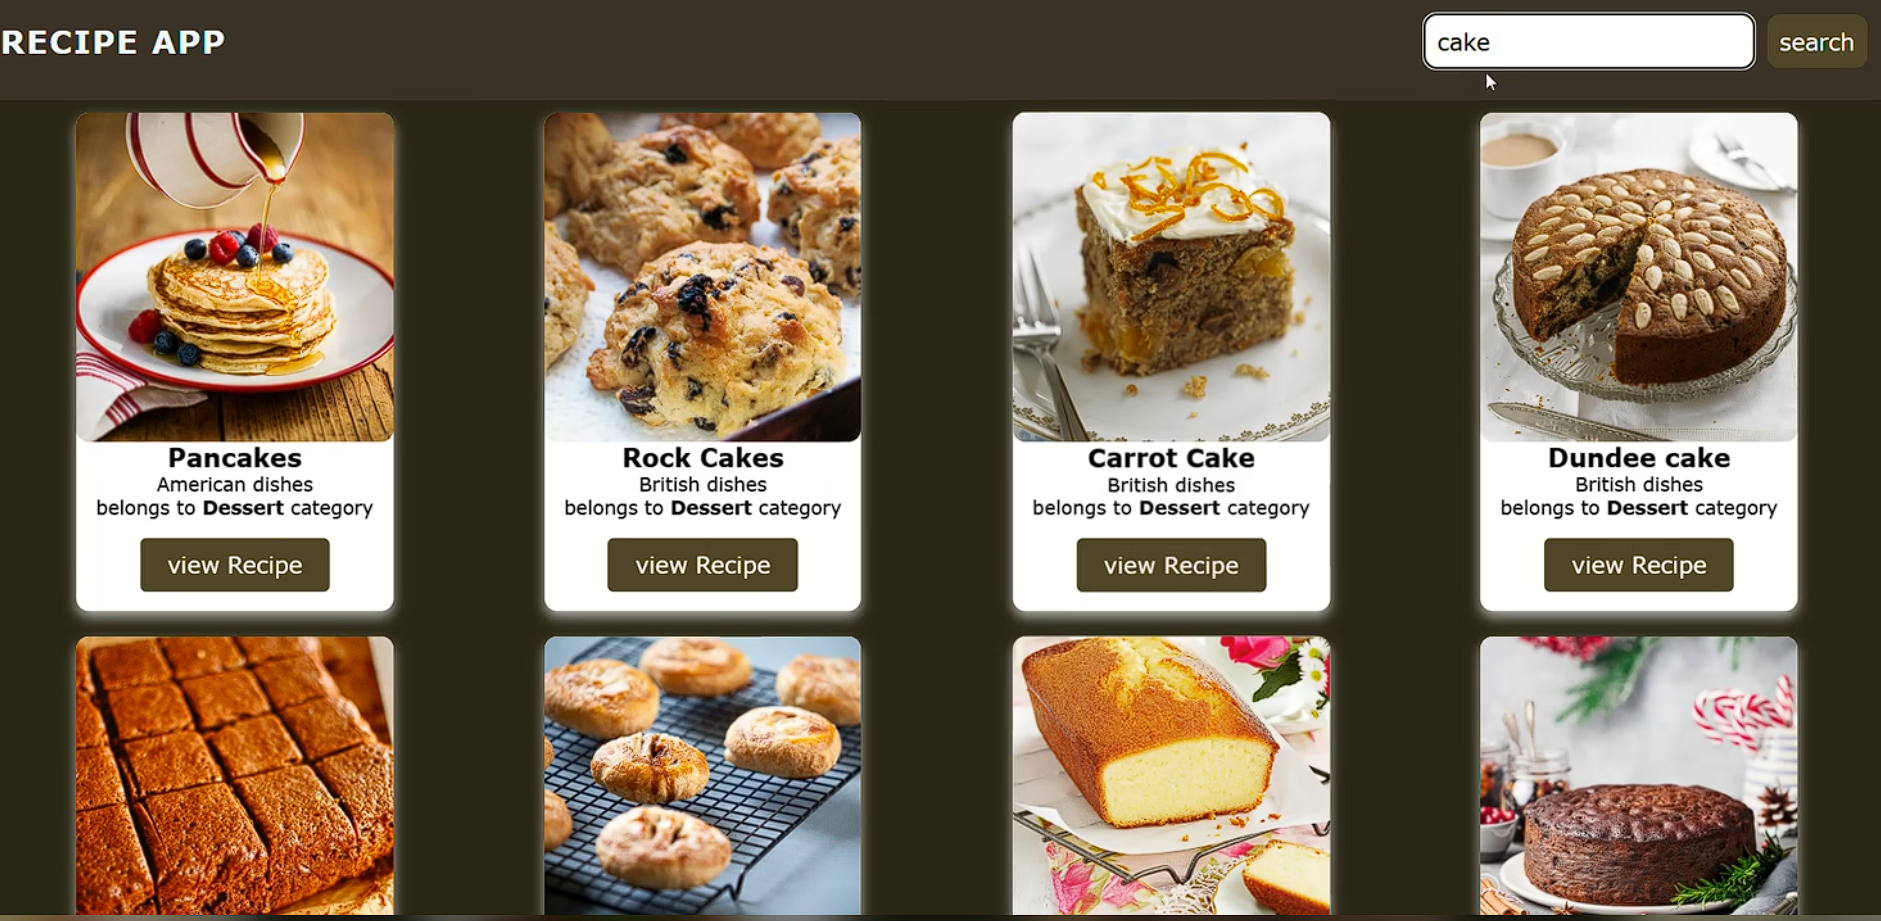 RECIPE APP
cake
search
Pancakes
American dishes
belongs to Dessert category
view Recipe
Rock Cakes
British dishes
belongs to Dessert category
view Recipe
Carrot Cake
British dishes
belongs to Dessert category
view Recipe
Dundee cake
British dishes
belongs to Dessert category
view Recipe